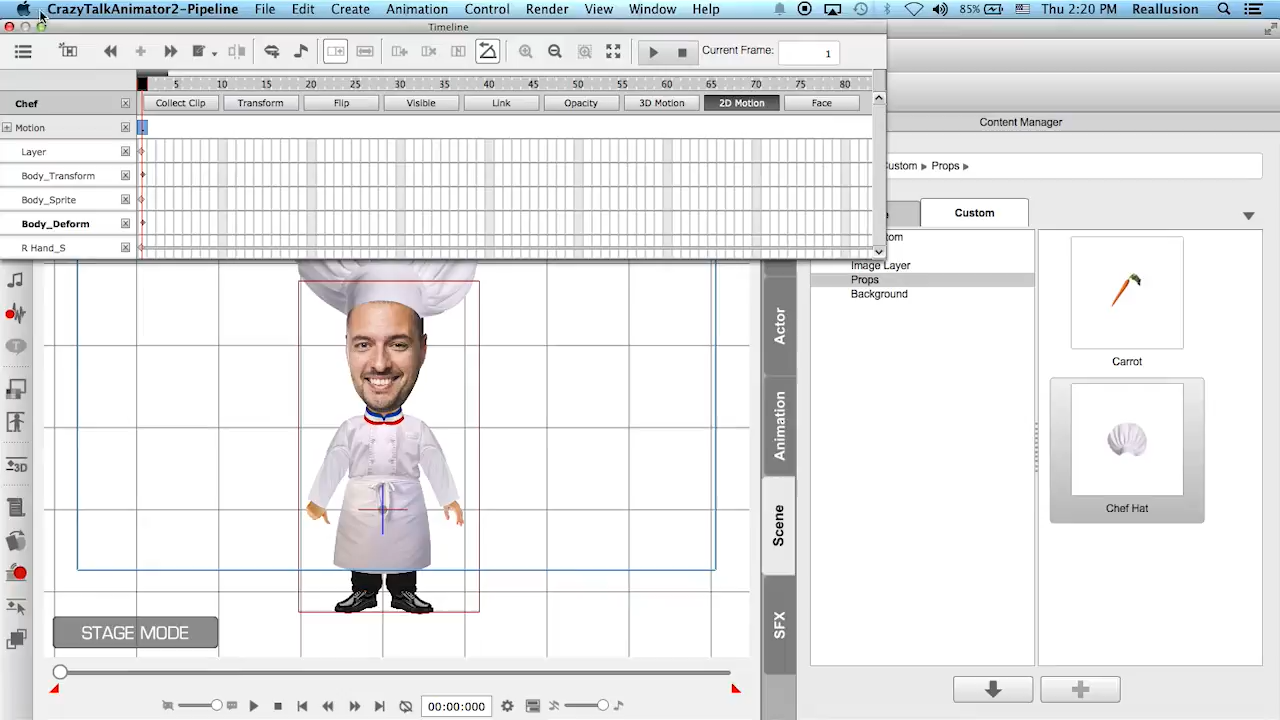 CrazyTalkAnimator2-Pipeline File Edit Create Animation Control Render View Window Help 85% Thu 2:20 PM Reallusion
Timeline
Current Frame: 1
5 10 15 20 25 30 35 40 45 50 55 60 65 70 75 80
Chef Collect Clip Transform Flip Visible Link Opacity 3D Motion 2D Motion Face
Motion
Layer
Body_Transform
Body_Sprite
Body_Deform
R Hand_S
Content Manager
Custom Props
Custom
Image Layer
Props
Background
Carrot
Chef Hat
Actor
Animation
Scene
SFX
T
3D
STAGE MODE
00:00:000